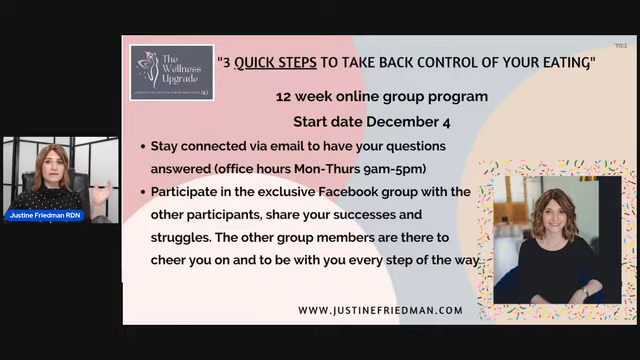 בסד
The
Wellness
Upgrade
"3 QUICK STEPS TO TAKE BACK CONTROL OF YOUR EATING"
12 week online group program
Start date December 4
• Stay connected via email to have your questions
answered (office hours Mon-Thurs 9am-5pm)
• Participate in the exclusive Facebook group with the
other participants, share your successes and
struggles. The other group members are there to
cheer you on and to be with you every step of the way.
Justine Friedman RDN
WWW.JUSTINEFRIEDMAN.COM